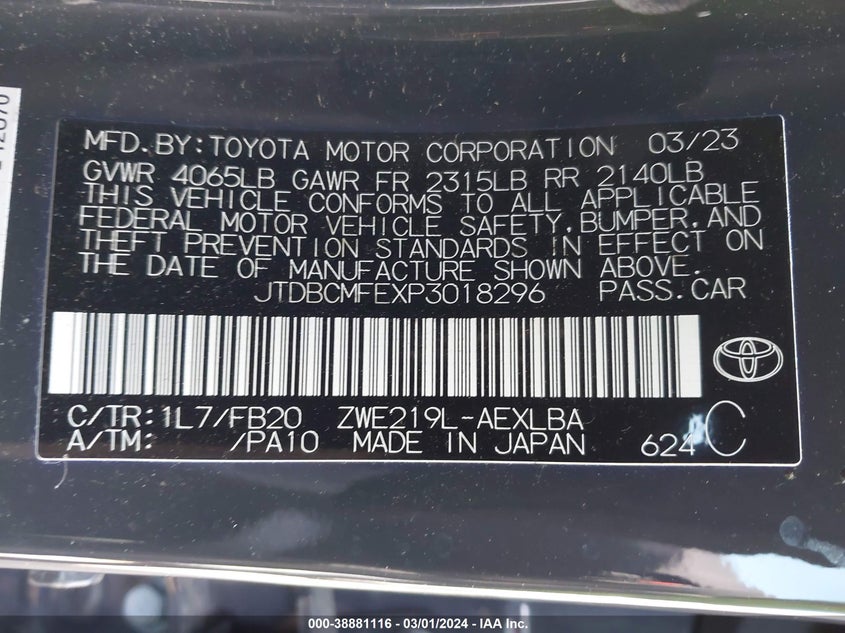 MFD.BY:TOYOTA MOTOR CORPORATION 03/23
GVWR 4065LB GAWR FR 2315LB RR 2140LB
THIS VEHICLE CONFORMS TO ALL APPLICABLE
FEDERAL MOTOR VEHICLE SAFETY,BUMPER,AND
THEFT PREVENTION STANDARDS IN EFFECT ON
THE DATE OF MANUFACTURE SHOWN ABOVE.
JTDBCMFEXP3018296 PASS.CAR
C/TR:1L7/FB20 ZWE219L-AEXLBA
A/TM: /PA10 MADE IN JAPAN 624 C
000-38881116 - 03/01/2024 - IAA Inc.